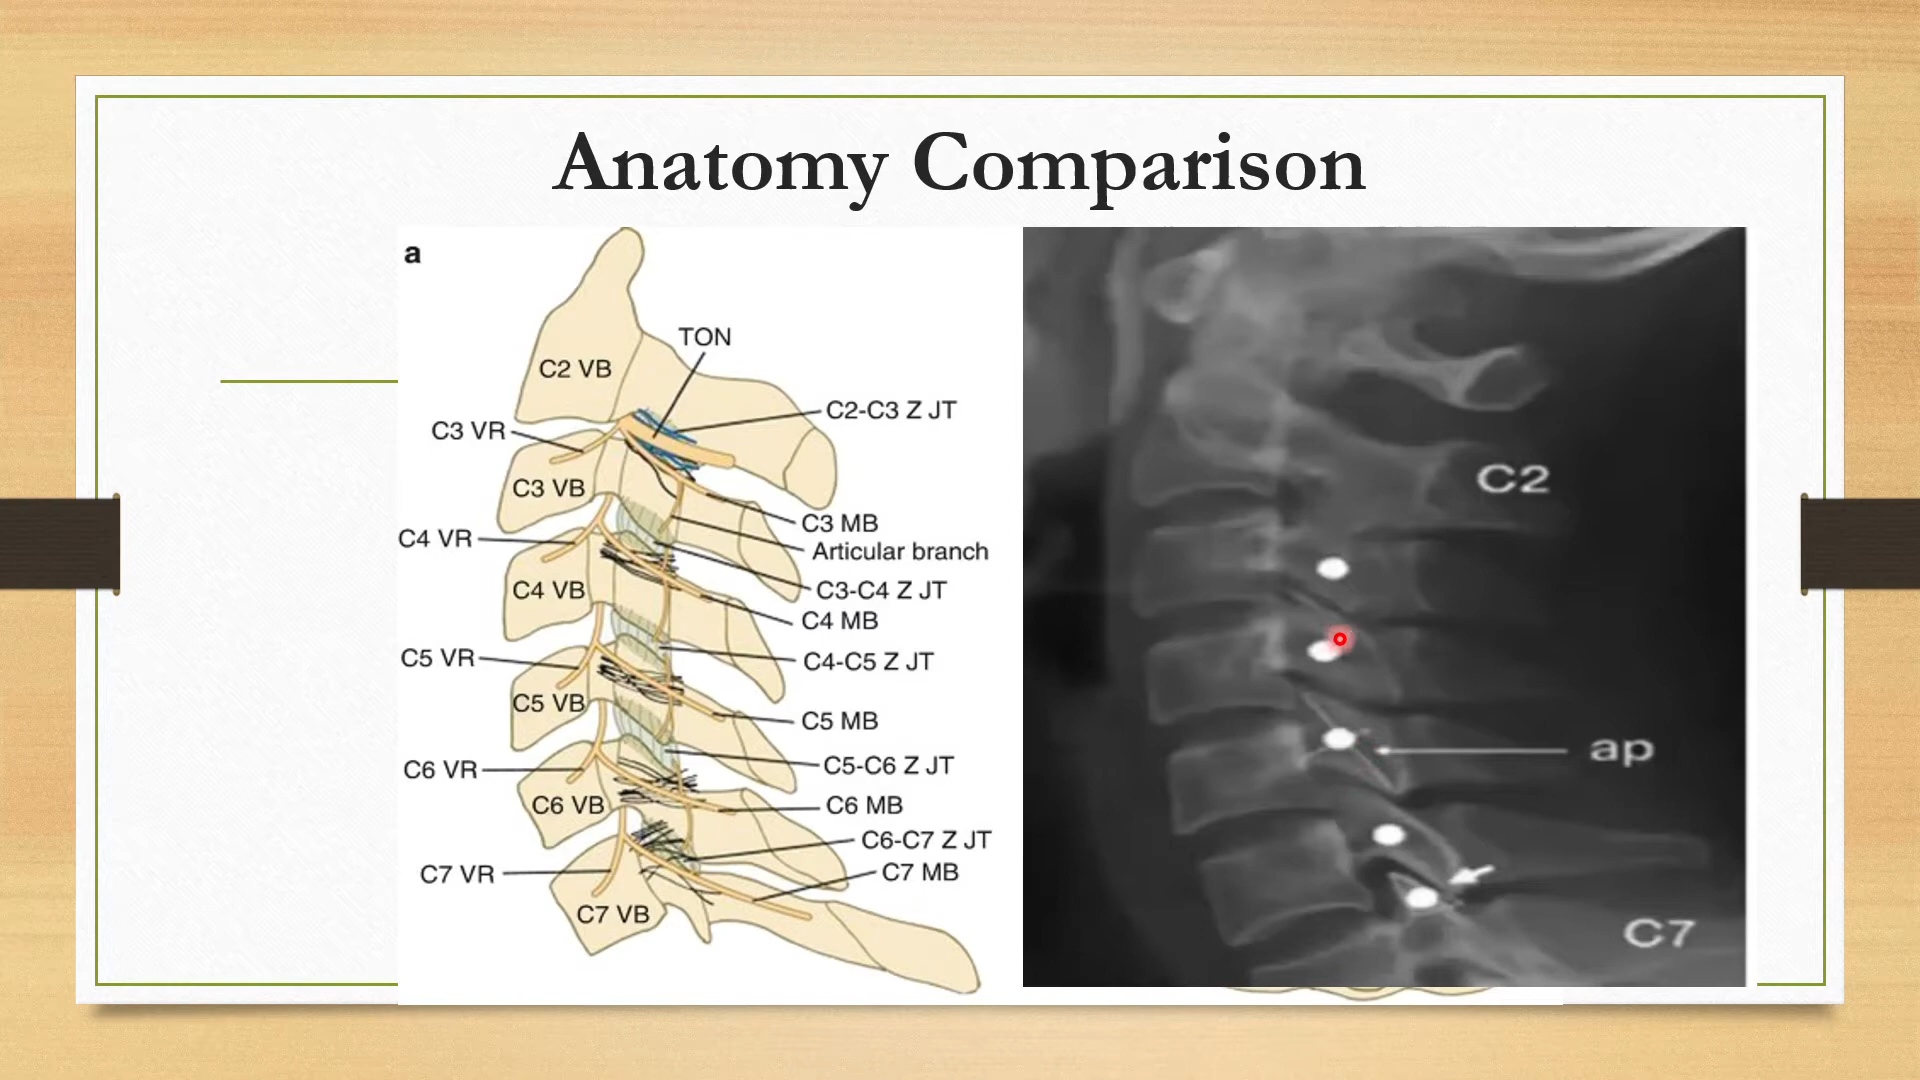 Anatomy Comparison
a
TON
C2 VB
C2-C3 Z JT
C3 VR
C3 VB
C3 MB
C4 VR
Articular branch
C4 VB
C3-C4 Z JT
C4 MB
C5 VR
C4-C5 Z JT
C5 VB
C5 MB
C6 VR
C5-C6 Z JT
C6 VB
C6 MB
C6-C7 Z JT
C7 VR
C7 MB
C7 VB
C2
ap
C7